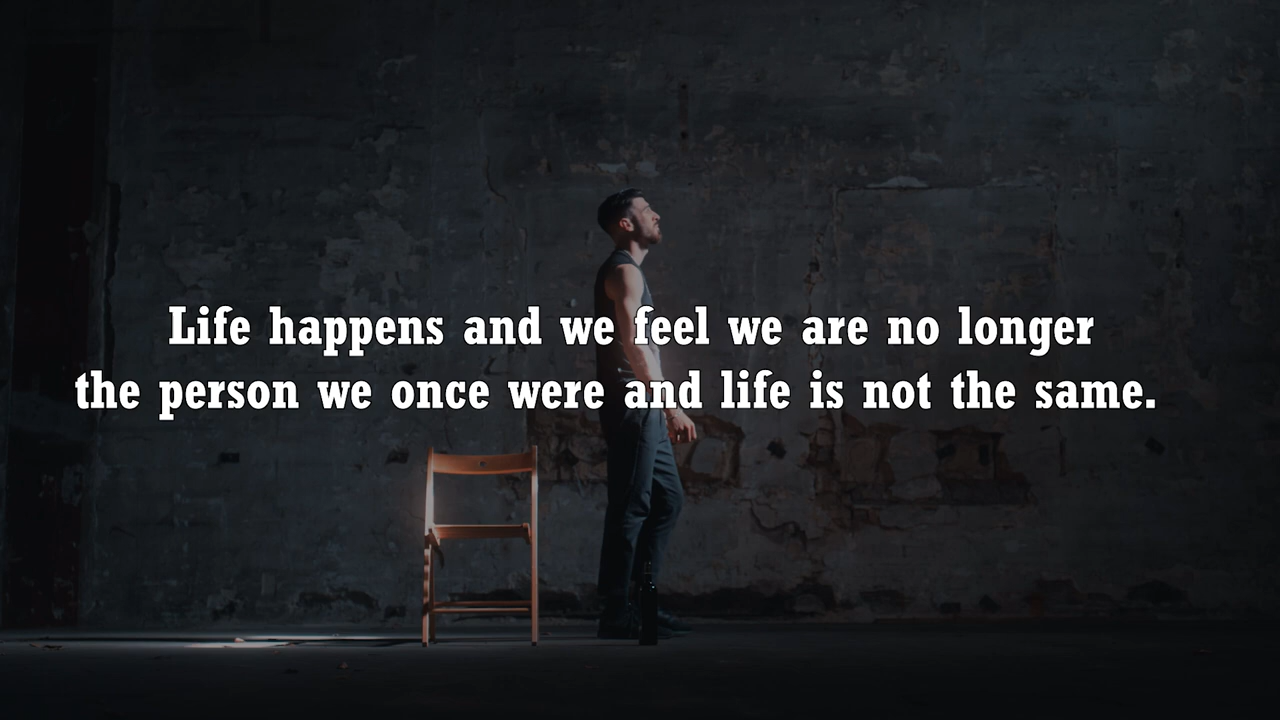 Life happens and we feel we are no longer
the person we once were and life is not the same.